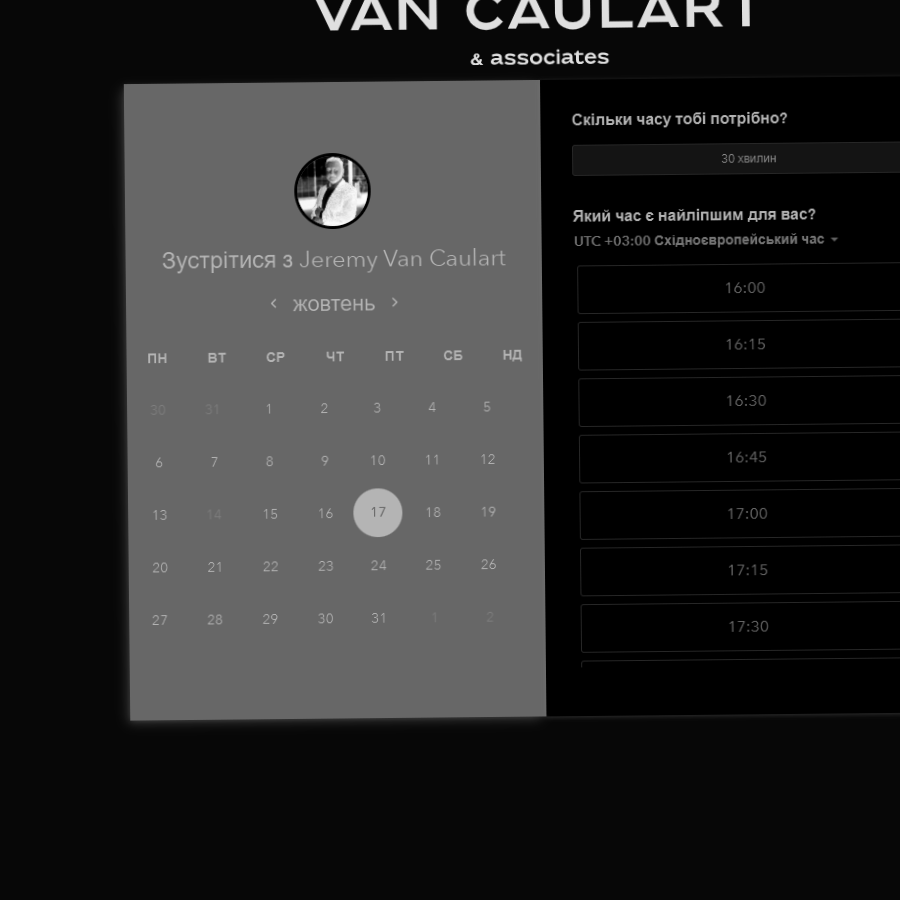 VAN CAULART
& associates
Зустрітися з Jeremy Van Caulart
жовтень
ПН ВТ СР ЧТ ПТ СБ НД
30 31 1 2 3 4 5
6 7 8 9 10 11 12
13 14 15 16 17 18 19
20 21 22 23 24 25 26
27 28 29 30 31 1 2
Скільки часу тобі потрібно?
30 хвилин
Який час є найліпшим для вас?
UTC +03:00 Східноєвропейський час
16:00
16:15
16:30
16:45
17:00
17:15
17:30